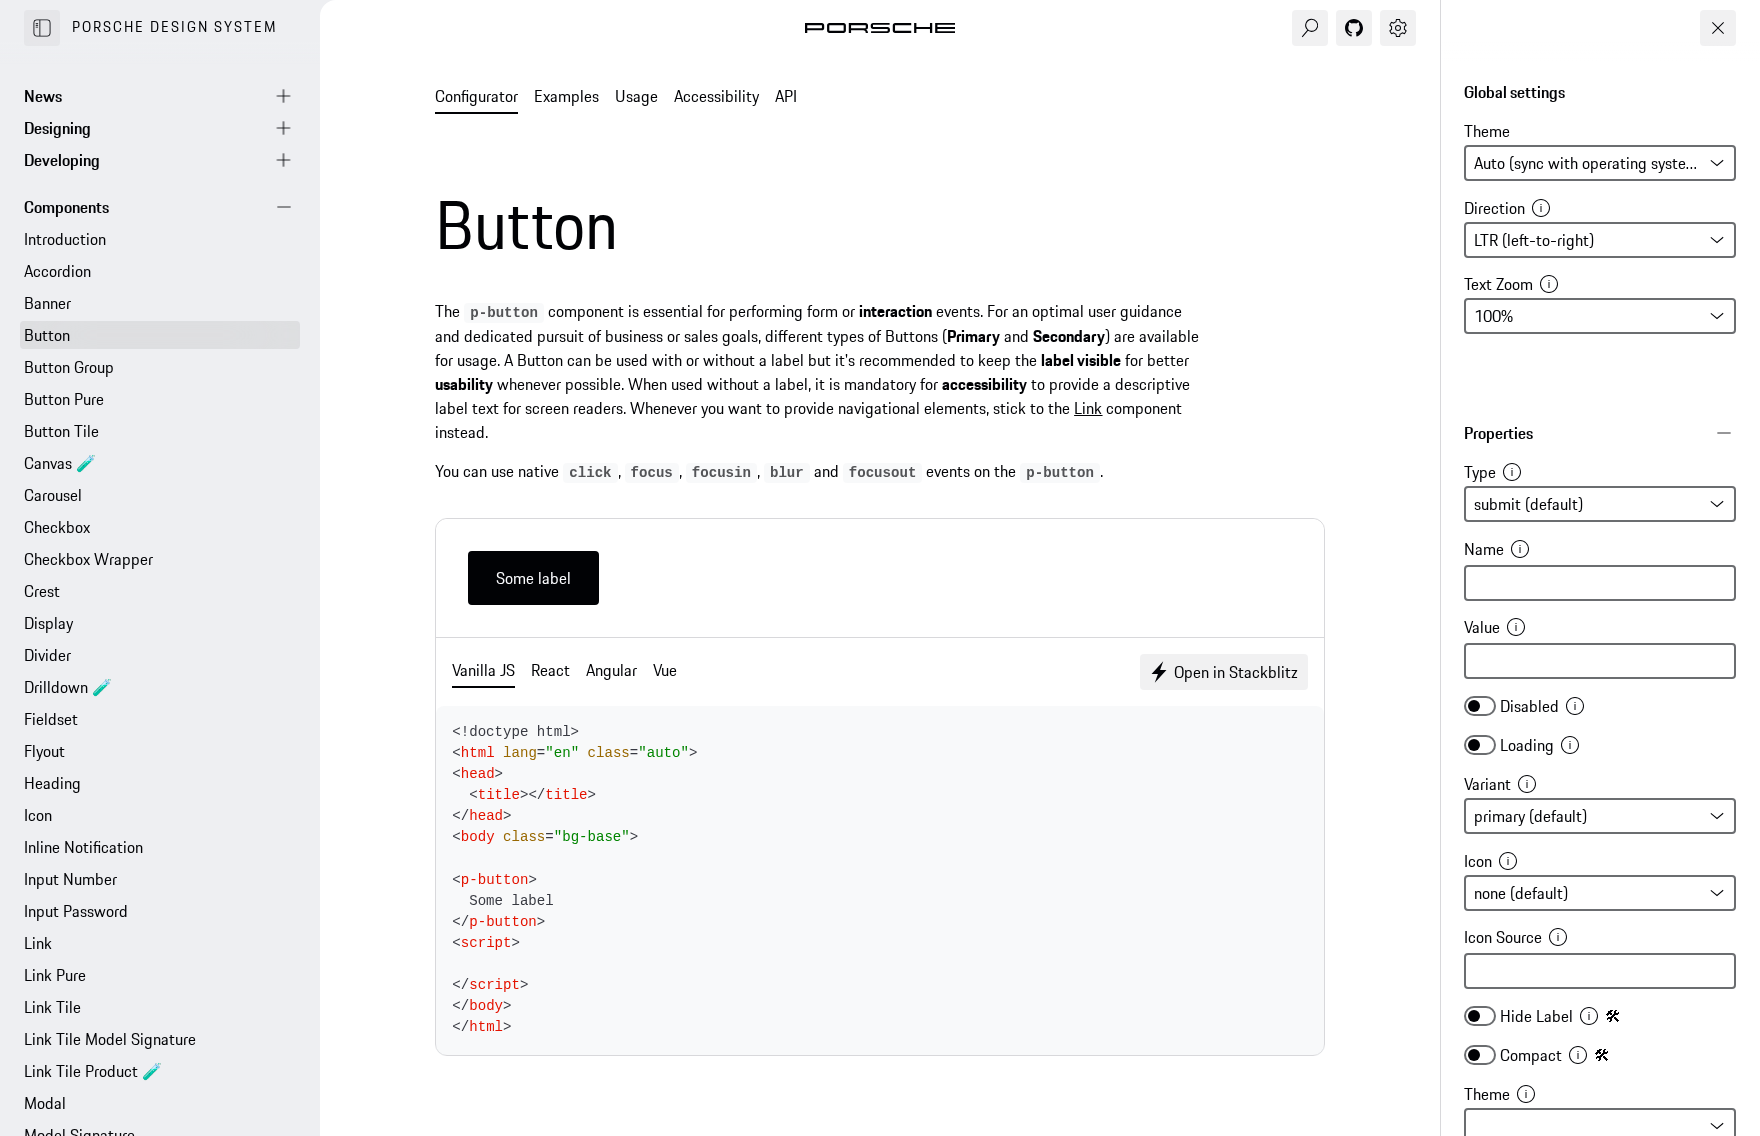 PORSCHE DESIGN SYSTEM
News
Designing
Developing
Components
Introduction
Accordion
Banner
Button
Button Group
Button Pure
Button Tile
Canvas 🧪
Carousel
Checkbox
Checkbox Wrapper
Crest
Display
Divider
Drilldown 🧪
Fieldset
Flyout
Heading
Icon
Inline Notification
Input Number
Input Password
Link
Link Pure
Link Tile
Link Tile Model Signature
Link Tile Product 🧪
Modal
Model Signature
PORSCHE
Configurator Examples Usage Accessibility API
Button
The p-button component is essential for performing form or interaction events. For an optimal user guidance
and dedicated pursuit of business or sales goals, different types of Buttons (Primary and Secondary) are available
for usage. A Button can be used with or without a label but it's recommended to keep the label visible for better
usability whenever possible. When used without a label, it is mandatory for accessibility to provide a descriptive
label text for screen readers. Whenever you want to provide navigational elements, stick to the Link component
instead.
You can use native click, focus, focusin, blur and focusout events on the p-button.
Some label
Vanilla JS React Angular Vue
Open in Stackblitz
<!doctype html>
<html lang="en" class="auto">
<head>
  <title></title>
</head>
<body class="bg-base">
<p-button>
  Some label
</p-button>
<script>
</script>
</body>
</html>
Global settings
Theme
Auto (sync with operating syste...
Direction
LTR (left-to-right)
Text Zoom
100%
Properties
Type
submit (default)
Name
Value
Disabled
Loading
Variant
primary (default)
Icon
none (default)
Icon Source
Hide Label 🛠
Compact 🛠
Theme